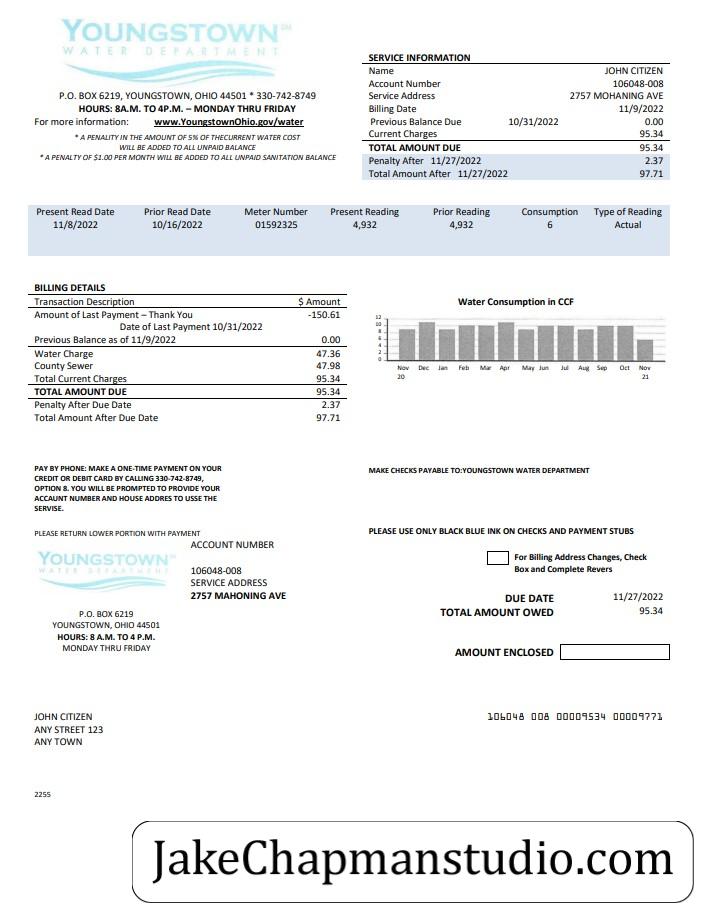 YOUNGSTOWN SM
WATER DEPARTMENT
P.O. BOX 6219, YOUNGSTOWN, OHIO 44501 * 330-742-8749
HOURS: 8A.M. TO 4P.M. – MONDAY THRU FRIDAY
For more information: www.YoungstownOhio.gov/water
* A PENALITY IN THE AMOUNT OF 5% OF THECURRENT WATER COST
WILL BE ADDED TO ALL UNPAID BALANCE
* A PENALTY OF $1.00 PER MONTH WILL BE ADDED TO ALL UNPAID SANITATION BALANCE
SERVICE INFORMATION
Name JOHN CITIZEN
Account Number 106048-008
Service Address 2757 MOHANING AVE
Billing Date 11/9/2022
Previous Balance Due 10/31/2022 0.00
Current Charges 95.34
TOTAL AMOUNT DUE 95.34
Penalty After 11/27/2022 2.37
Total Amount After 11/27/2022 97.71
Present Read Date Prior Read Date Meter Number Present Reading Prior Reading Consumption Type of Reading
11/8/2022 10/16/2022 01592325 4,932 4,932 6 Actual
BILLING DETAILS
Transaction Description $ Amount
Amount of Last Payment – Thank You -150.61
Date of Last Payment 10/31/2022
Previous Balance as of 11/9/2022 0.00
Water Charge 47.36
County Sewer 47.98
Total Current Charges 95.34
TOTAL AMOUNT DUE 95.34
Penalty After Due Date 2.37
Total Amount After Due Date 97.71
Water Consumption in CCF
12
10
8
6
4
2
0
Nov Dec Jan Feb Mar Apr May Jun Jul Aug Sep Oct Nov
20 21
PAY BY PHONE: MAKE A ONE-TIME PAYMENT ON YOUR
CREDIT OR DEBIT CARD BY CALLING 330-742-8749,
OPTION 8. YOU WILL BE PROMPTED TO PROVIDE YOUR
ACCAUNT NUMBER AND HOUSE ADDRES TO USSE THE
SERVISE.
MAKE CHECKS PAYABLE TO:YOUNGSTOWN WATER DEPARTMENT
PLEASE RETURN LOWER PORTION WITH PAYMENT
PLEASE USE ONLY BLACK BLUE INK ON CHECKS AND PAYMENT STUBS
YOUNGSTOWN SM
WATER DEPARTMENT
P.O. BOX 6219
YOUNGSTOWN, OHIO 44501
HOURS: 8 A.M. TO 4 P.M.
MONDAY THRU FRIDAY
ACCOUNT NUMBER
106048-008
SERVICE ADDRESS
2757 MAHONING AVE
For Billing Address Changes, Check
Box and Complete Revers
DUE DATE 11/27/2022
TOTAL AMOUNT OWED 95.34
AMOUNT ENCLOSED
JOHN CITIZEN
ANY STREET 123
ANY TOWN
106048 008 00009534 00009771
2255
JakeChapmanstudio.com